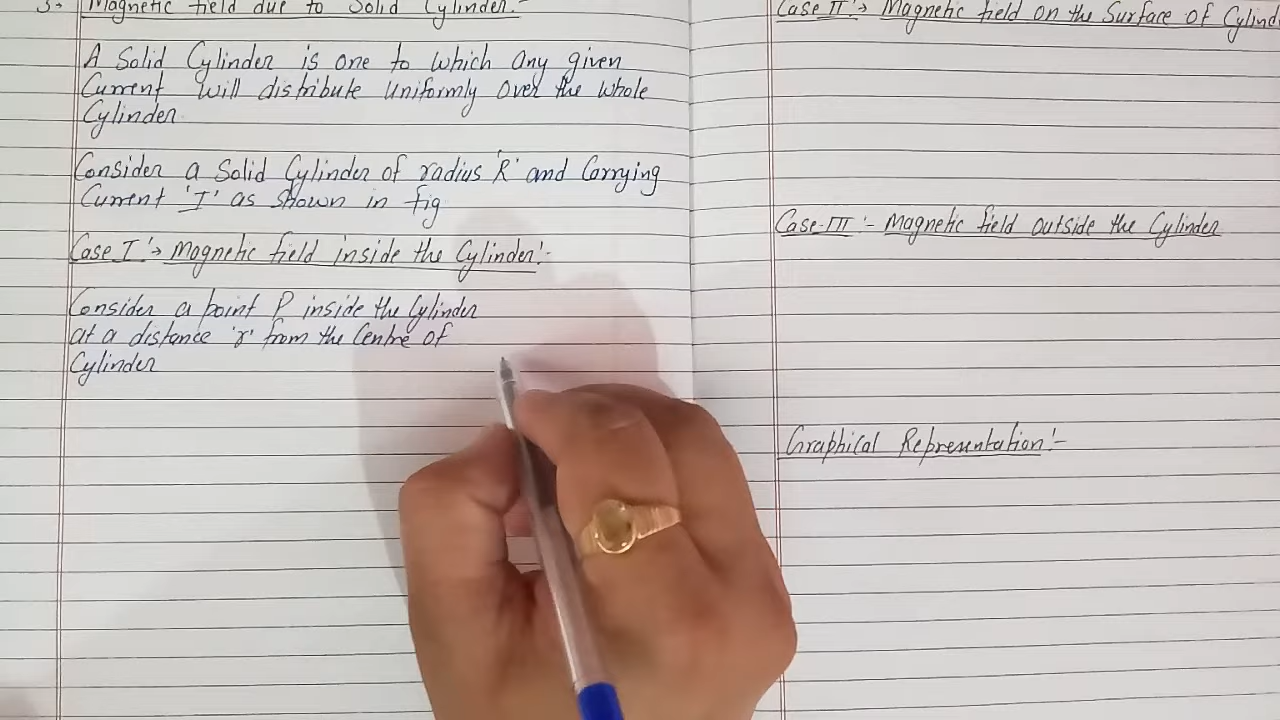 3→ Magnetic field due to Solid Cylinder:-
A Solid Cylinder is one to which any given
Current will distribute uniformly over the whole
Cylinder
Consider a Solid Cylinder of radius 'R' and Carrying
Current 'I' as shown in fig
Case I :→ Magnetic field inside the Cylinder:-
Consider a point P inside the Cylinder
at a distance 'r' from the Centre of
Cylinder
Case II :→ Magnetic field on the Surface of Cylind
Case-III :- Magnetic field outside the Cylinder
Graphical Representation:-